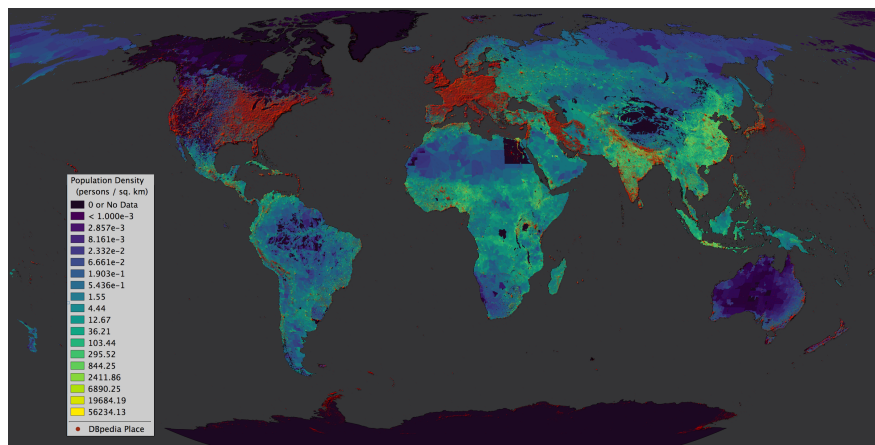 Population Density
(persons / sq. km)
0 or No Data
< 1.000e-3
2.857e-3
8.161e-3
2.332e-2
6.661e-2
1.903e-1
5.436e-1
1.55
4.44
12.67
36.21
103.44
295.52
844.25
2411.86
6890.25
19684.19
56234.13
DBpedia Place